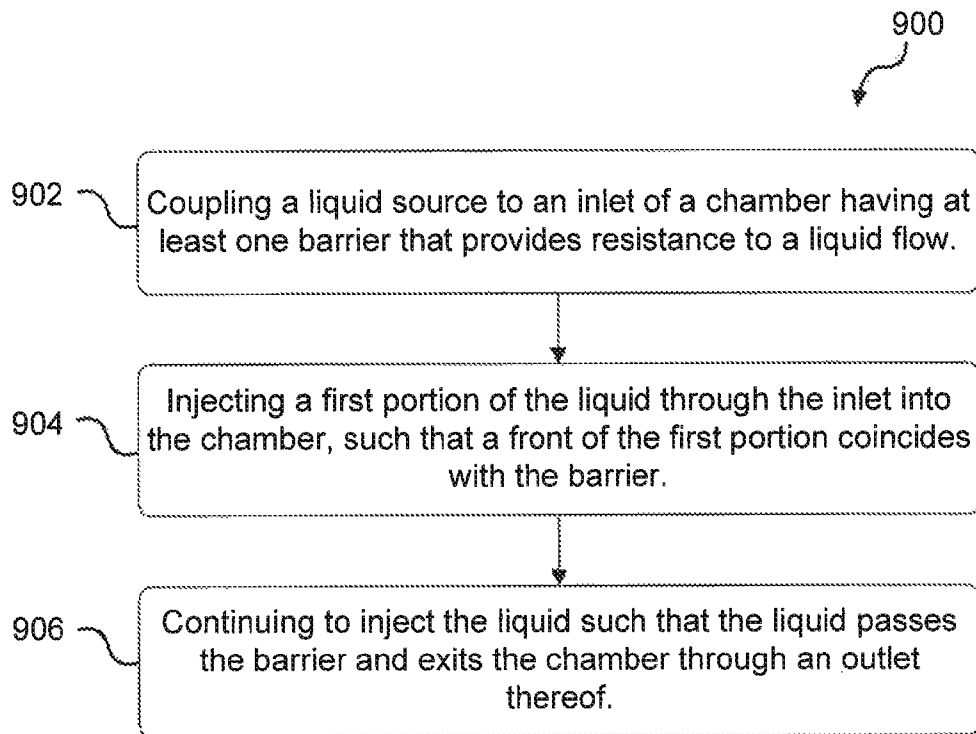 900
902
Coupling a liquid source to an inlet of a chamber having at
least one barrier that provides resistance to a liquid flow.
904
Injecting a first portion of the liquid through the inlet into
the chamber, such that a front of the first portion coincides
with the barrier.
906
Continuing to inject the liquid such that the liquid passes
the barrier and exits the chamber through an outlet
thereof.